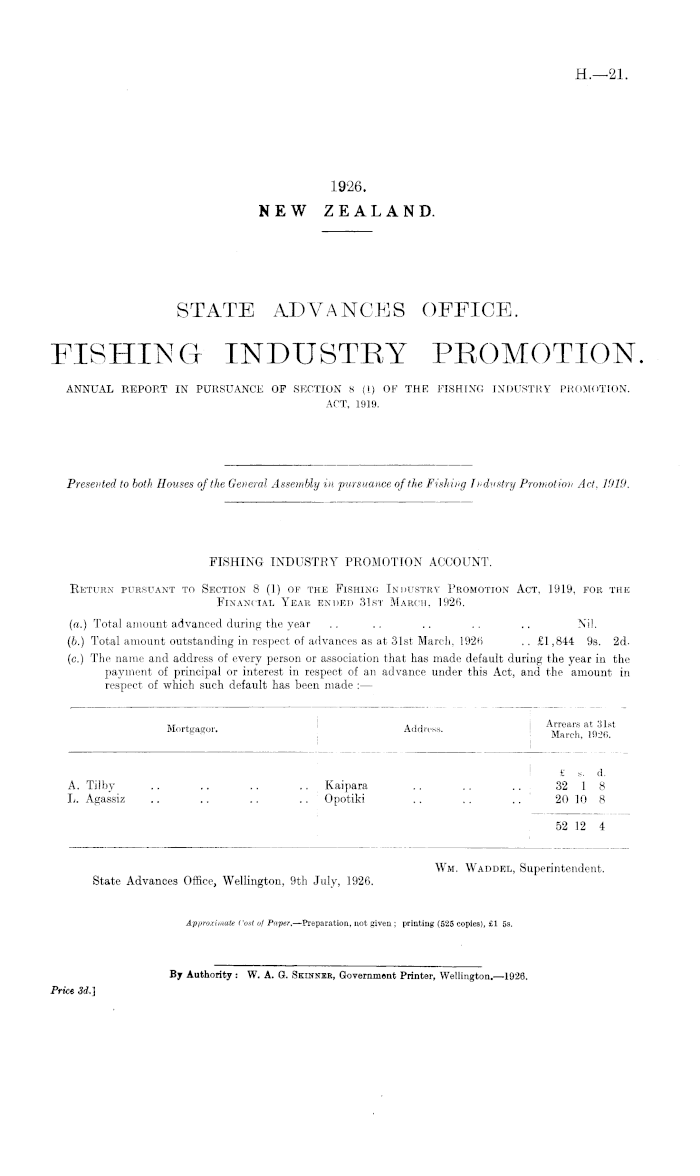 H.—21.
1926.
NEW ZEALAND.
STATE ADVANCES OFFICE.
FISHING INDUSTRY PROMOTION.
ANNUAL REPORT IN PURSUANCE OF SECTION 8 (1) OF THE FISHING INDUSTRY PROMOTION.
ACT, 1919.
Presented to both Houses of the General Assembly in pursuance of the Fishing Industry Promotion Act, 1919.
FISHING INDUSTRY PROMOTION ACCOUNT.
RETURN PURSUANT TO SECTION 8 (1) OF THE FISHING INDUSTRY PROMOTION ACT, 1919, FOR THE
FINANCIAL YEAR ENDED 31ST MARCH, 1926.
(a.) Total amount advanced during the year .. .. .. .. .. Nil.
(b.) Total amount outstanding in respect of advances as at 31st March, 1926 .. £1,844 9s. 2d.
(c.) The name and address of every person or association that has made default during the year in the
payment of principal or interest in respect of an advance under this Act, and the amount in
respect of which such default has been made :—
Mortgagor. Address. Arrears at 31st
March, 1926.
£ s. d.
A. Tilby .. .. .. .. Kaipara .. .. .. 32 1 8
L. Agassiz .. .. .. .. Opotiki .. .. .. 20 10 8
52 12 4
WM. WADDEL, Superintendent.
State Advances Office, Wellington, 9th July, 1926.
Approximate Cost of Paper.—Preparation, not given ; printing (525 copies), £1 5s.
By Authority : W. A. G. SKINNER, Government Printer, Wellington.—1926.
Price 3d.]